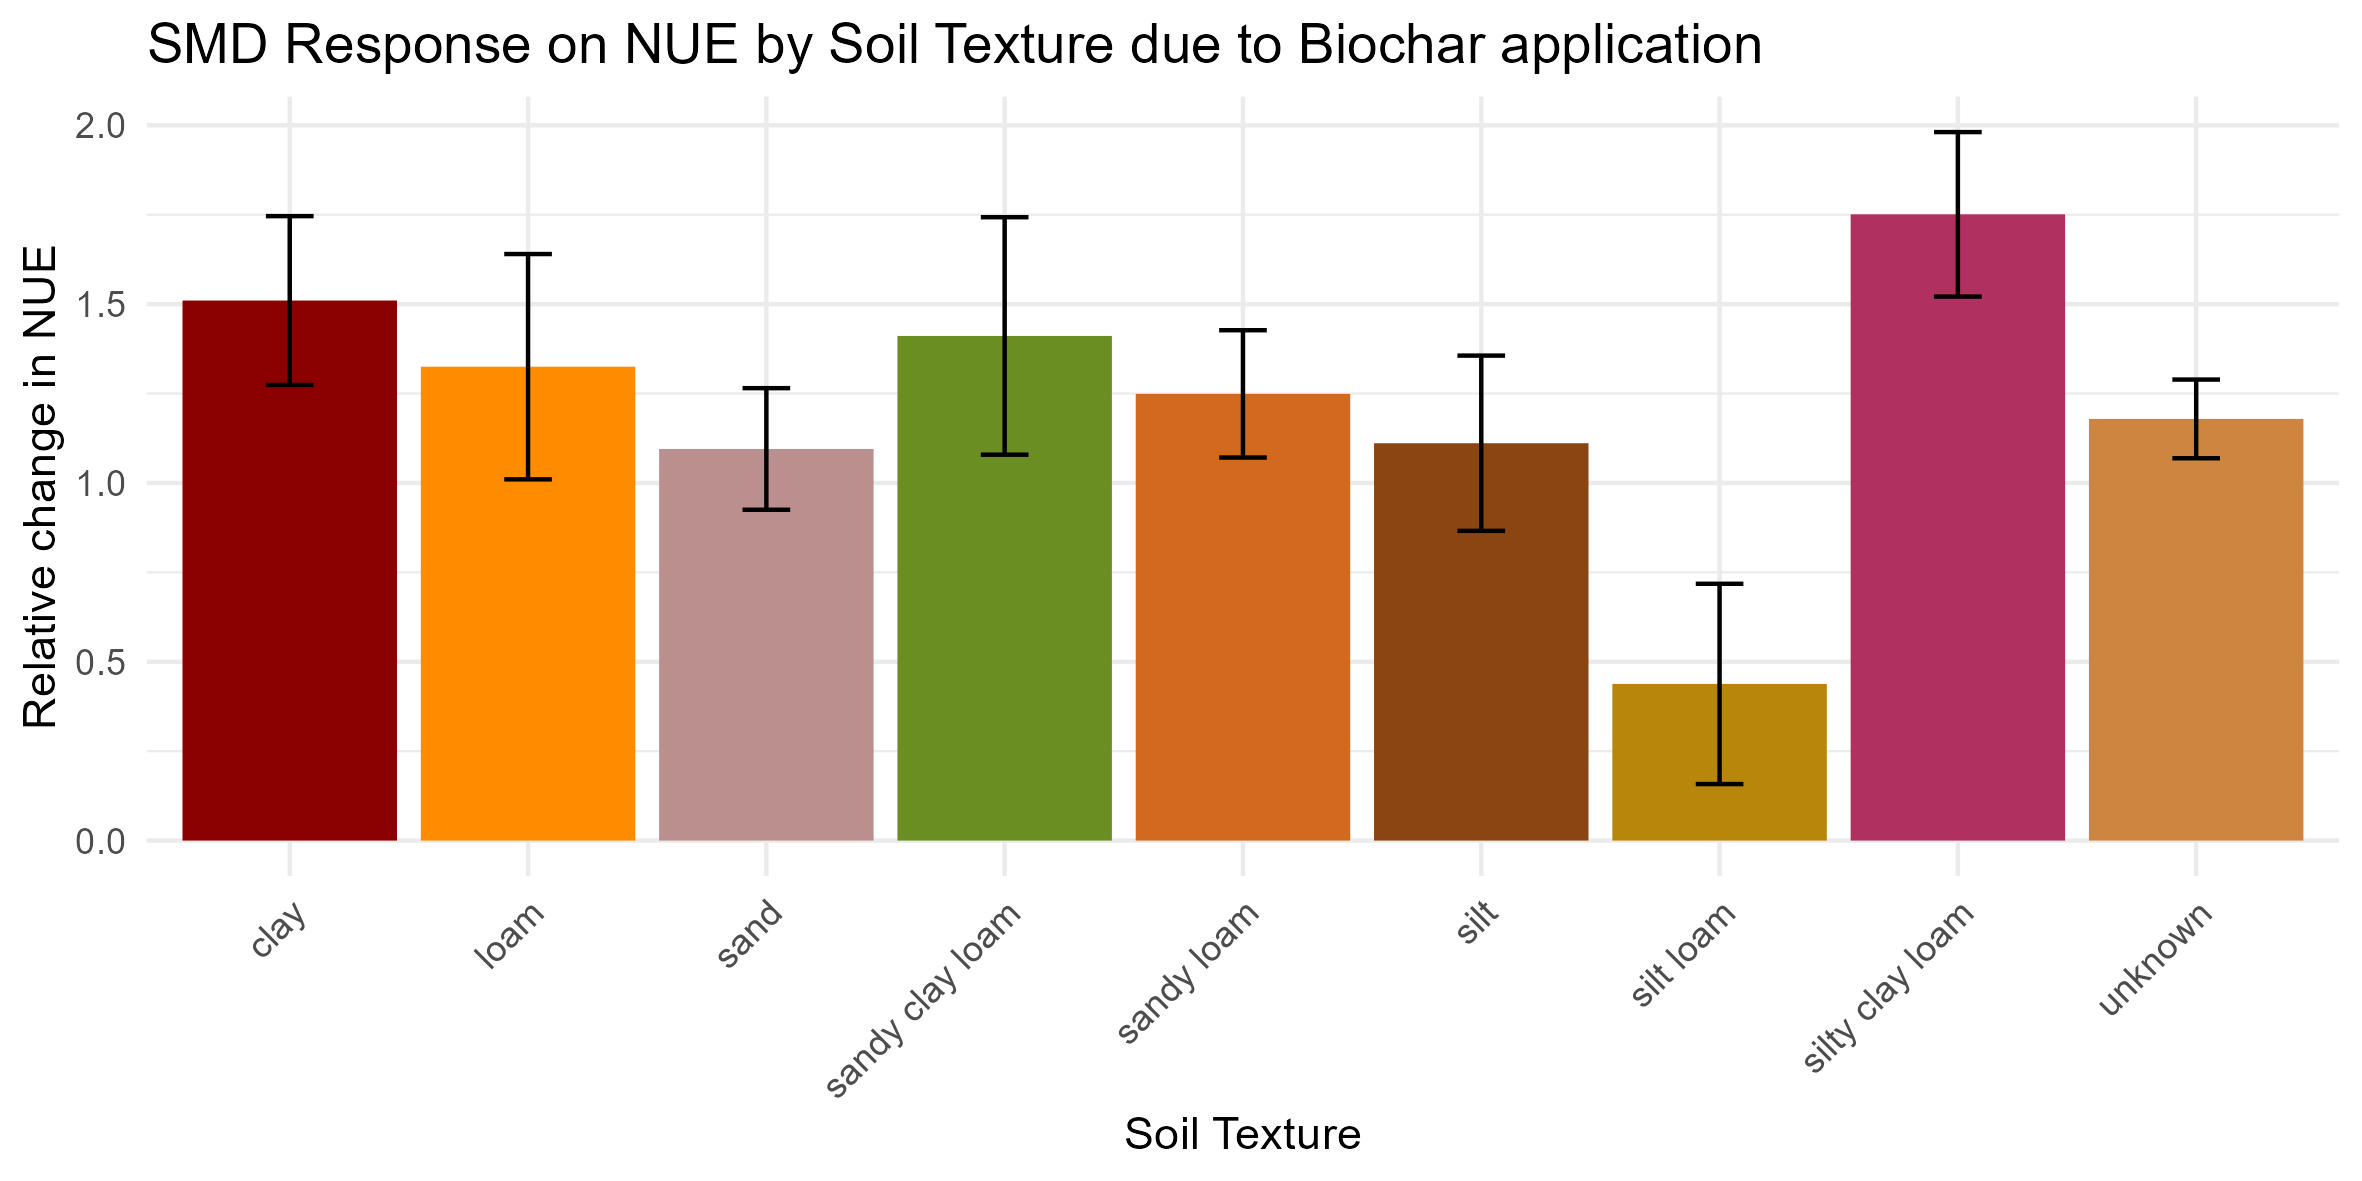 SMD Response on NUE by Soil Texture due to Biochar application
Relative change in NUE
2.0
1.5
1.0
0.5
0.0
clay
loam
sand
sandy clay loam
sandy loam
silt
silt loam
silty clay loam
unknown
Soil Texture